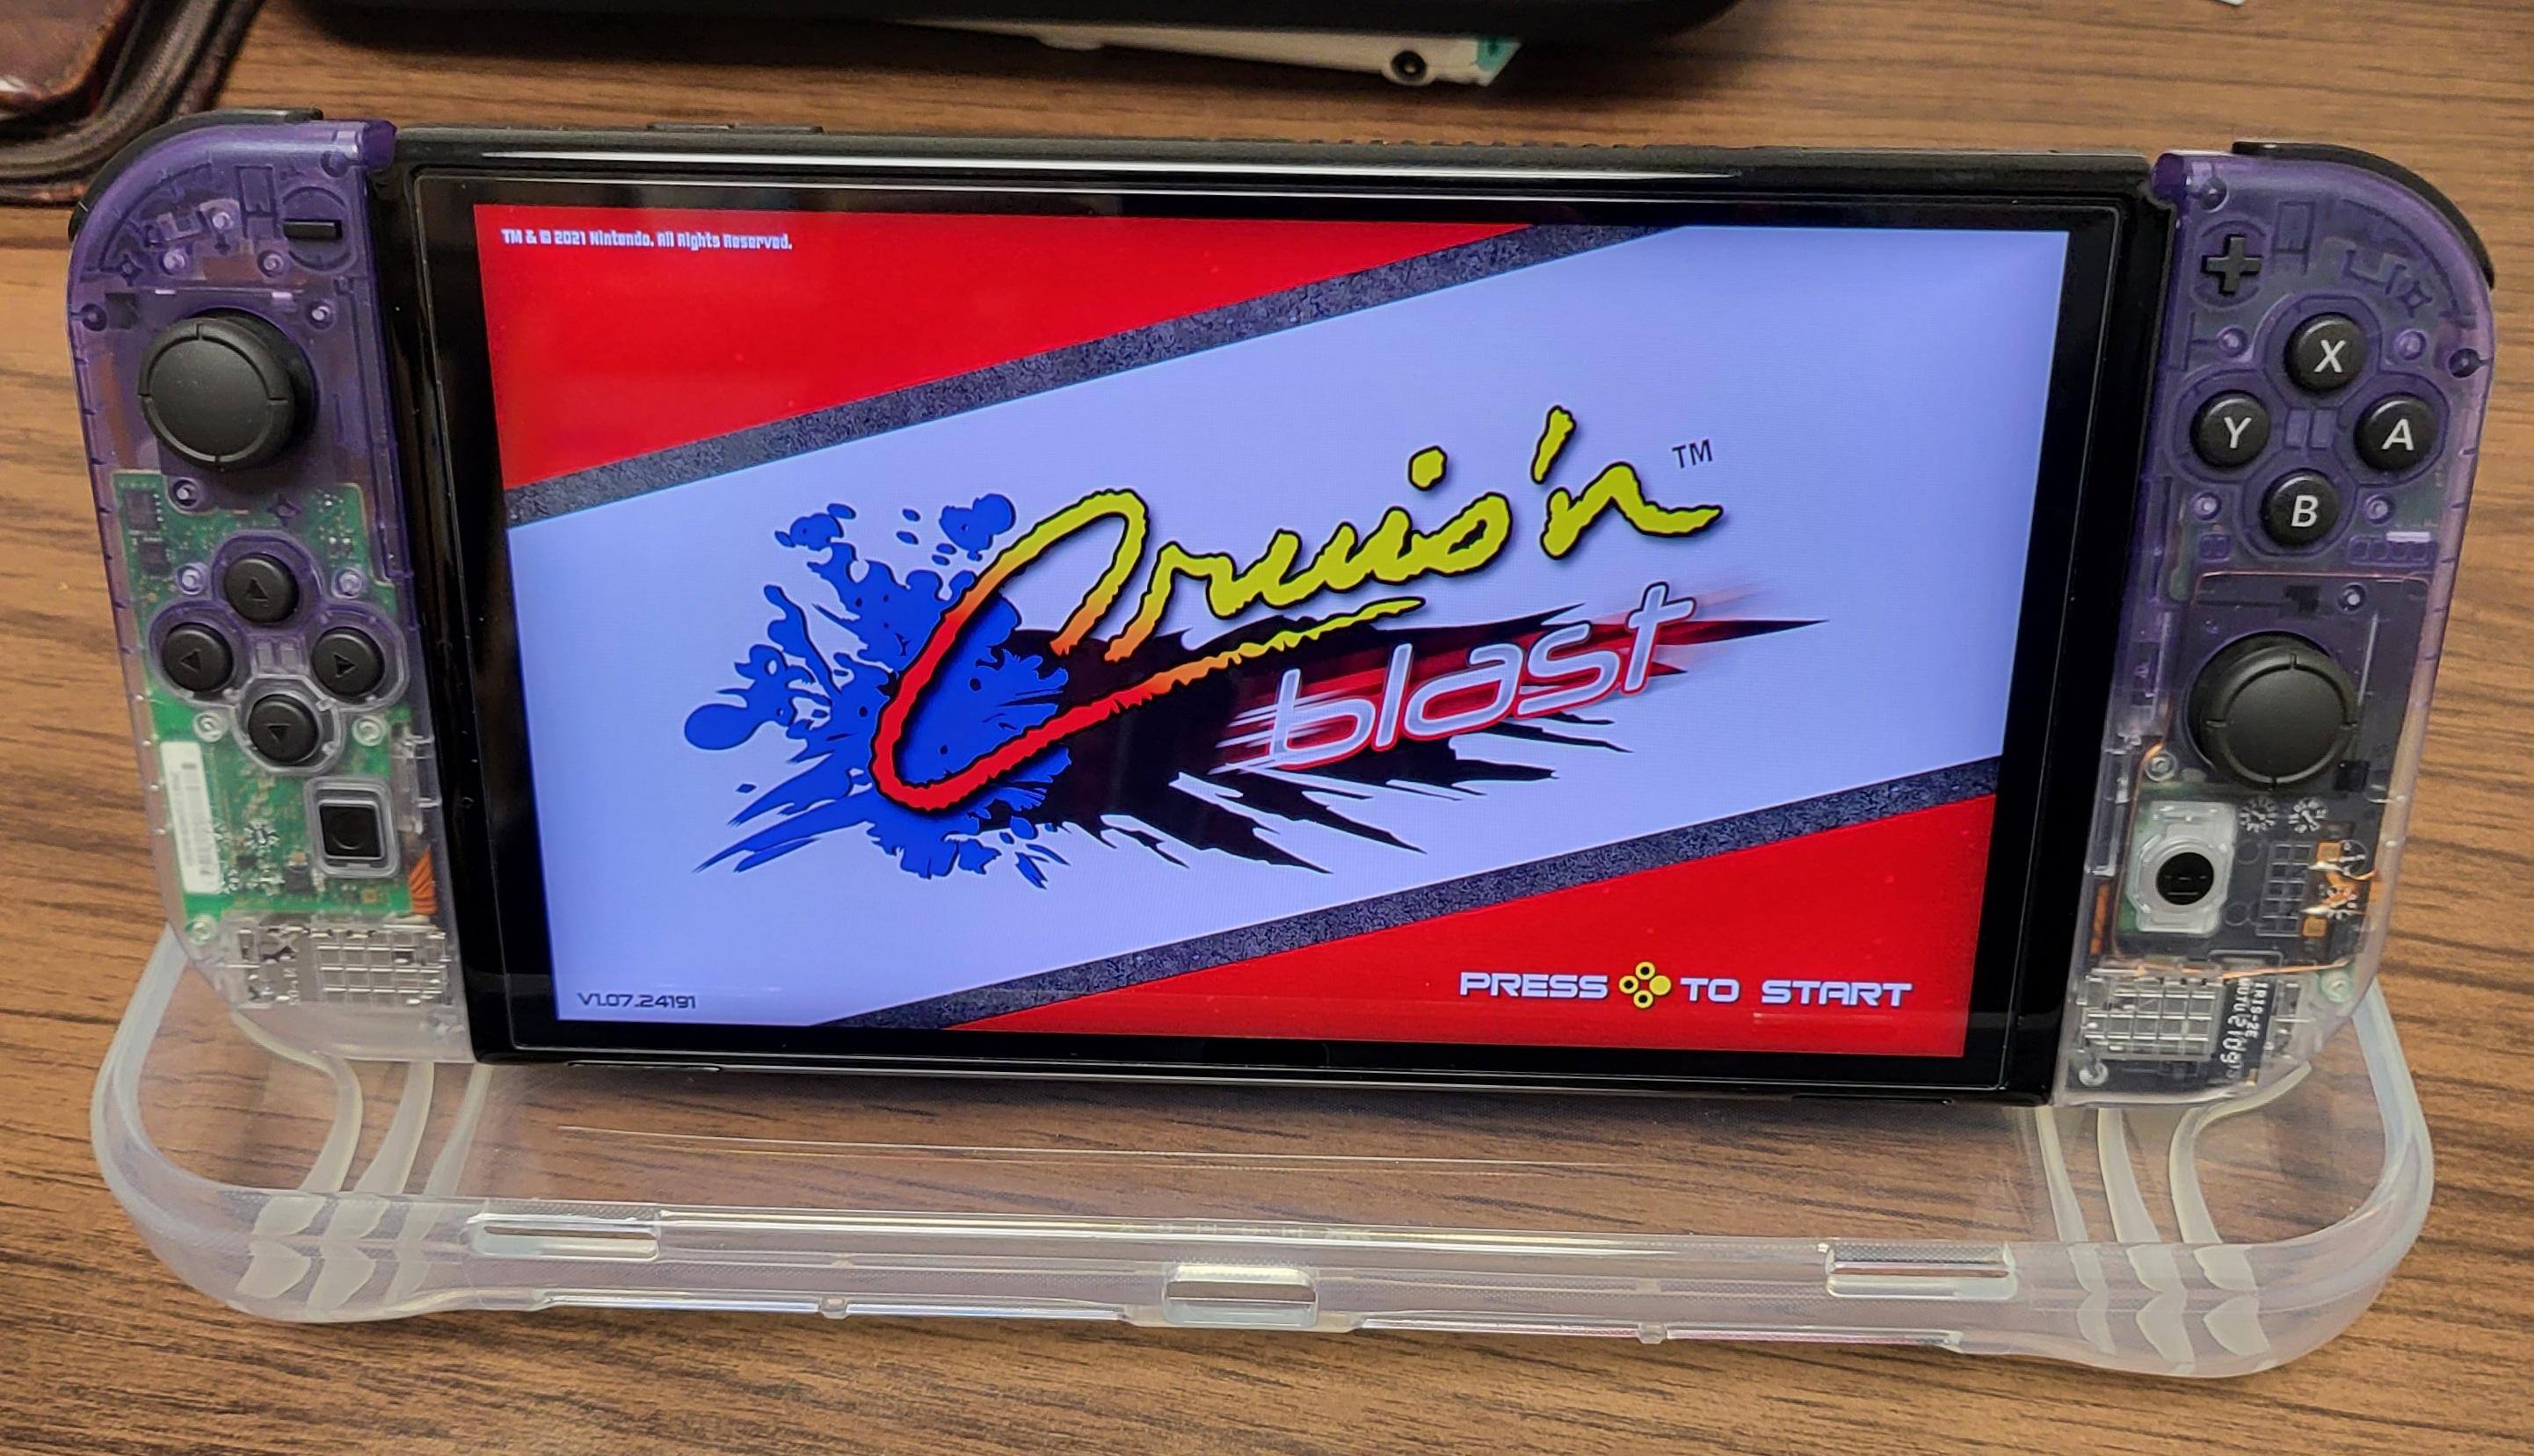 TM & © 2021 Nintendo. All Rights Reserved.
Cruis'n TM
blast
V1.07.24191
PRESS TO START
X
Y
A
B